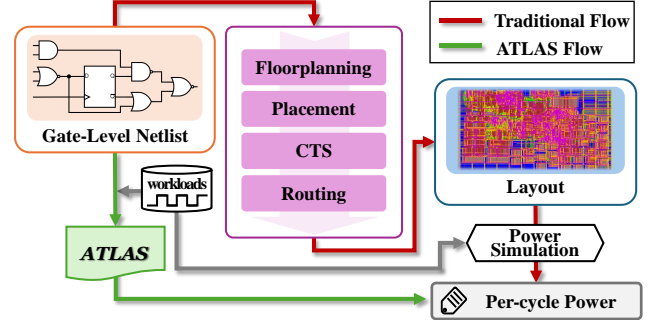 Traditional Flow
ATLAS Flow
Gate-Level Netlist
Floorplanning
Placement
CTS
Routing
Layout
workloads
ATLAS
Power
Simulation
Per-cycle Power